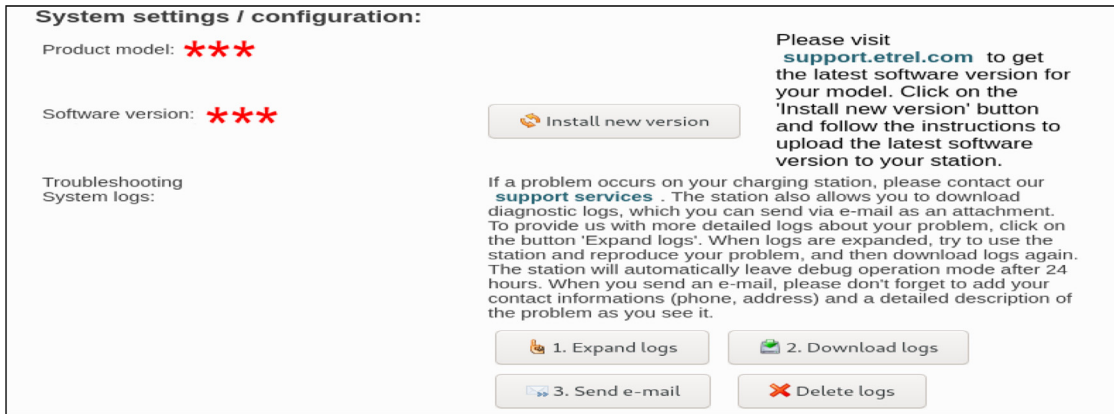 System settings / configuration:
Product model: ***
Please visit
support.etrel.com to get
the latest software version for
your model. Click on the
'Install new version' button
and follow the instructions to
upload the latest software
version to your station.
Software version: ***
Install new version
Troubleshooting
System logs:
If a problem occurs on your charging station, please contact our
support services . The station also allows you to download
diagnostic logs, which you can send via e-mail as an attachment.
To provide us with more detailed logs about your problem, click on
the button 'Expand logs'. When logs are expanded, try to use the
station and reproduce your problem, and then download logs again.
The station will automatically leave debug operation mode after 24
hours. When you send an e-mail, please don't forget to add your
contact informations (phone, address) and a detailed description of
the problem as you see it.
1. Expand logs
2. Download logs
3. Send e-mail
Delete logs